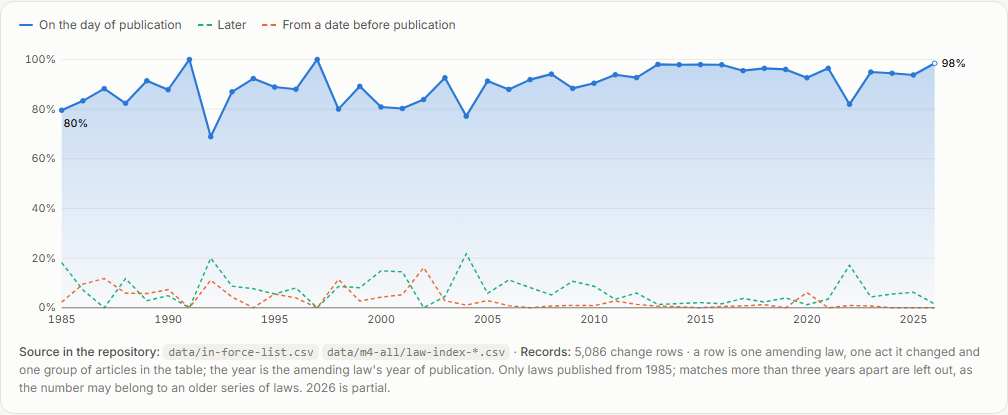 On the day of publication Later From a date before publication
100%
80%
60%
40%
20%
0%
80%
98%
1985 1990 1995 2000 2005 2010 2015 2020 2025
Source in the repository: data/in-force-list.csv data/m4-all/law-index-*.csv · Records: 5,086 change rows · a row is one amending law, one act it changed and
one group of articles in the table; the year is the amending law's year of publication. Only laws published from 1985; matches more than three years apart are left out, as
the number may belong to an older series of laws. 2026 is partial.